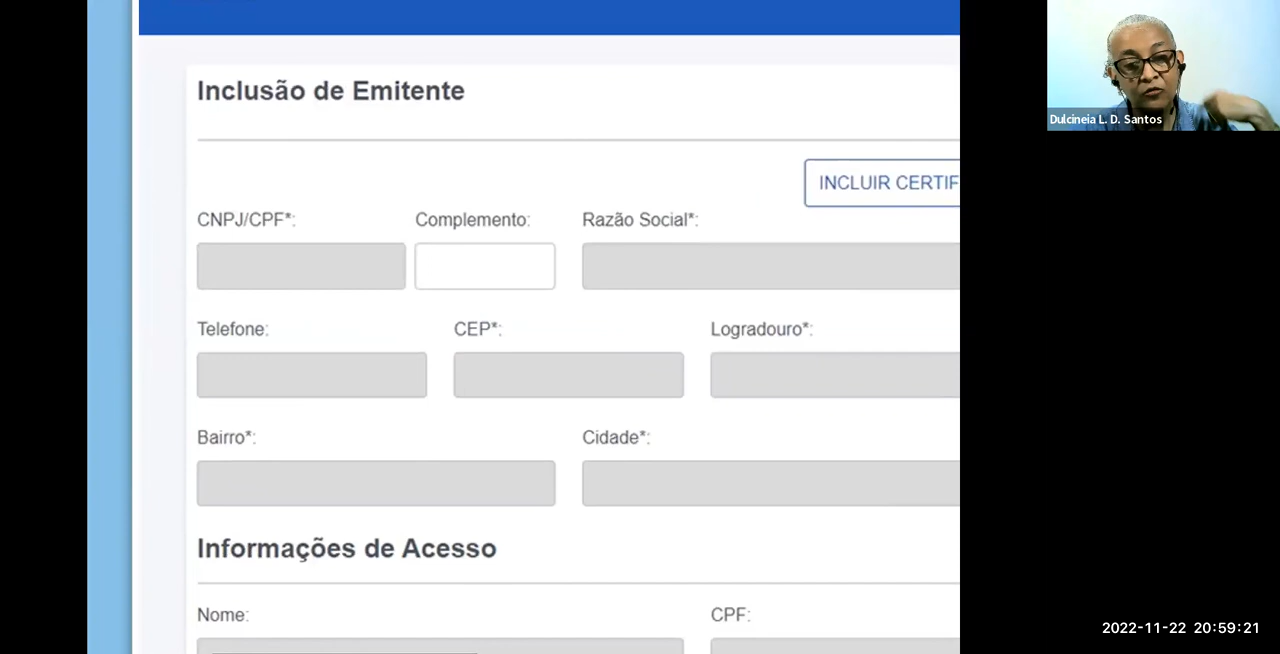 Inclusão de Emitente
INCLUIR CERTIF
CNPJ/CPF*: Complemento: Razão Social*:
Telefone: CEP*: Logradouro*:
Bairro*: Cidade*:
Informações de Acesso
Nome: CPF:
Dulcineia L. D. Santos
2022-11-22 20:59:21